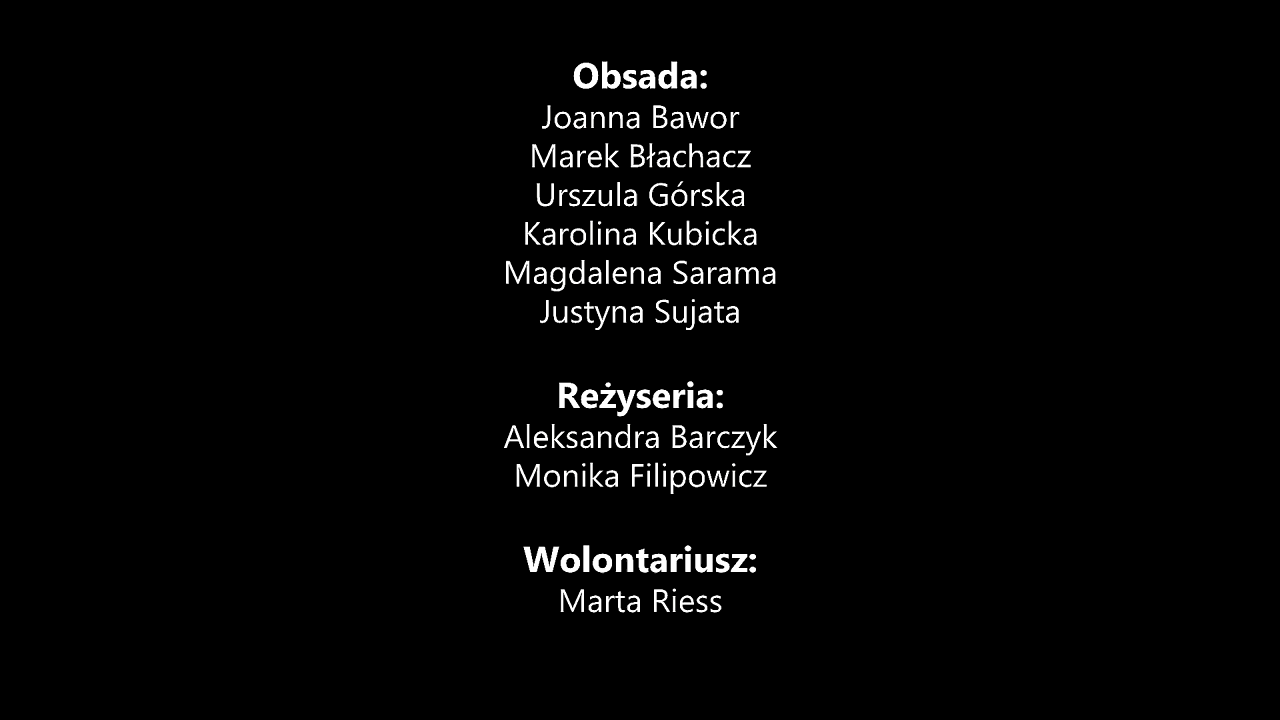 Obsada:
Joanna Bawor
Marek Błachacz
Urszula Górska
Karolina Kubicka
Magdalena Sarama
Justyna Sujata
Reżyseria:
Aleksandra Barczyk
Monika Filipowicz
Wolontariusz:
Marta Riess